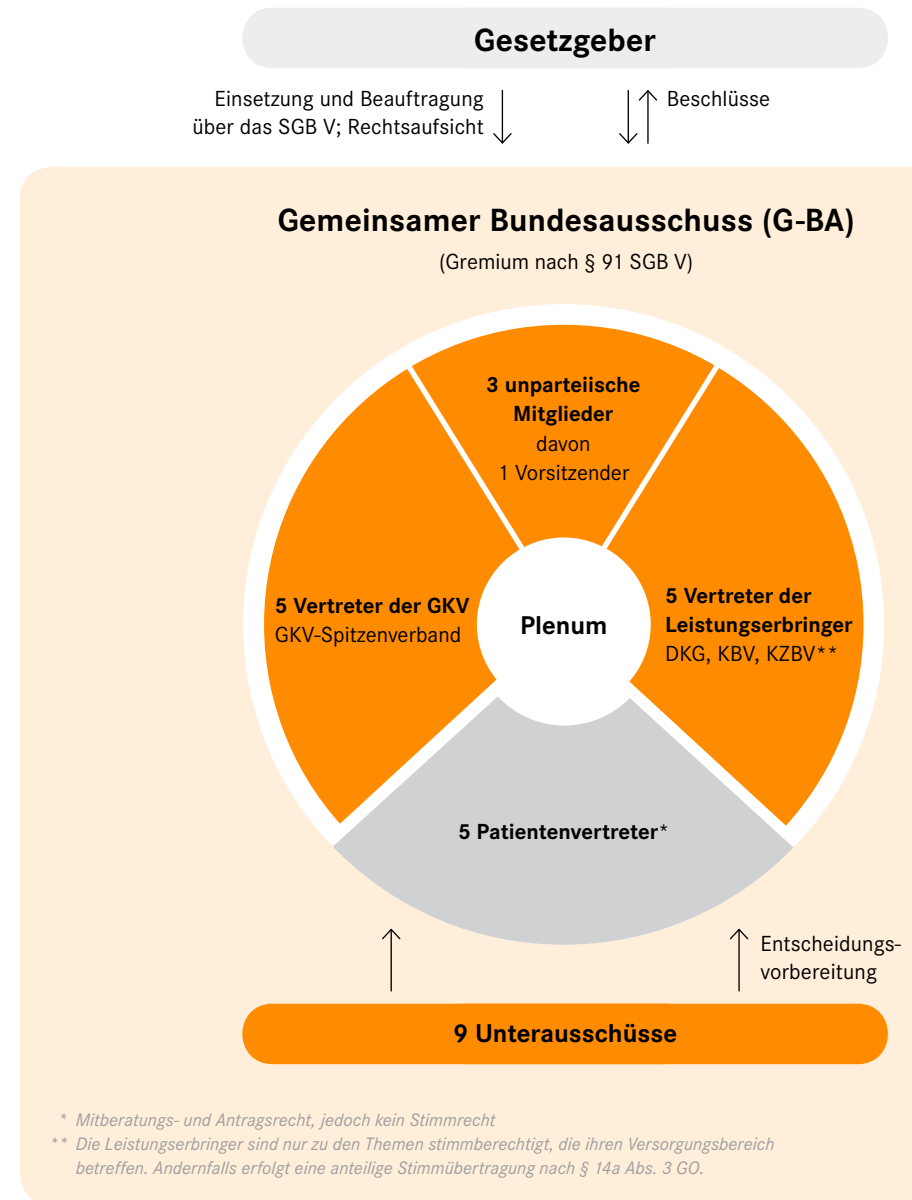 Gesetzgeber
Einsetzung und Beauftragung
über das SGB V; Rechtsaufsicht
Beschlüsse
Gemeinsamer Bundesausschuss (G-BA)
(Gremium nach § 91 SGB V)
3 unparteiische
Mitglieder
davon
1 Vorsitzender
5 Vertreter der GKV
GKV-Spitzenverband
Plenum
5 Vertreter der
Leistungserbringer
DKG, KBV, KZBV**
5 Patientenvertreter*
Entscheidungs-
vorbereitung
9 Unterausschüsse
* Mitberatungs- und Antragsrecht, jedoch kein Stimmrecht
** Die Leistungserbringer sind nur zu den Themen stimmberechtigt, die ihren Versorgungsbereich
betreffen. Andernfalls erfolgt eine anteilige Stimmübertragung nach § 14a Abs. 3 GO.